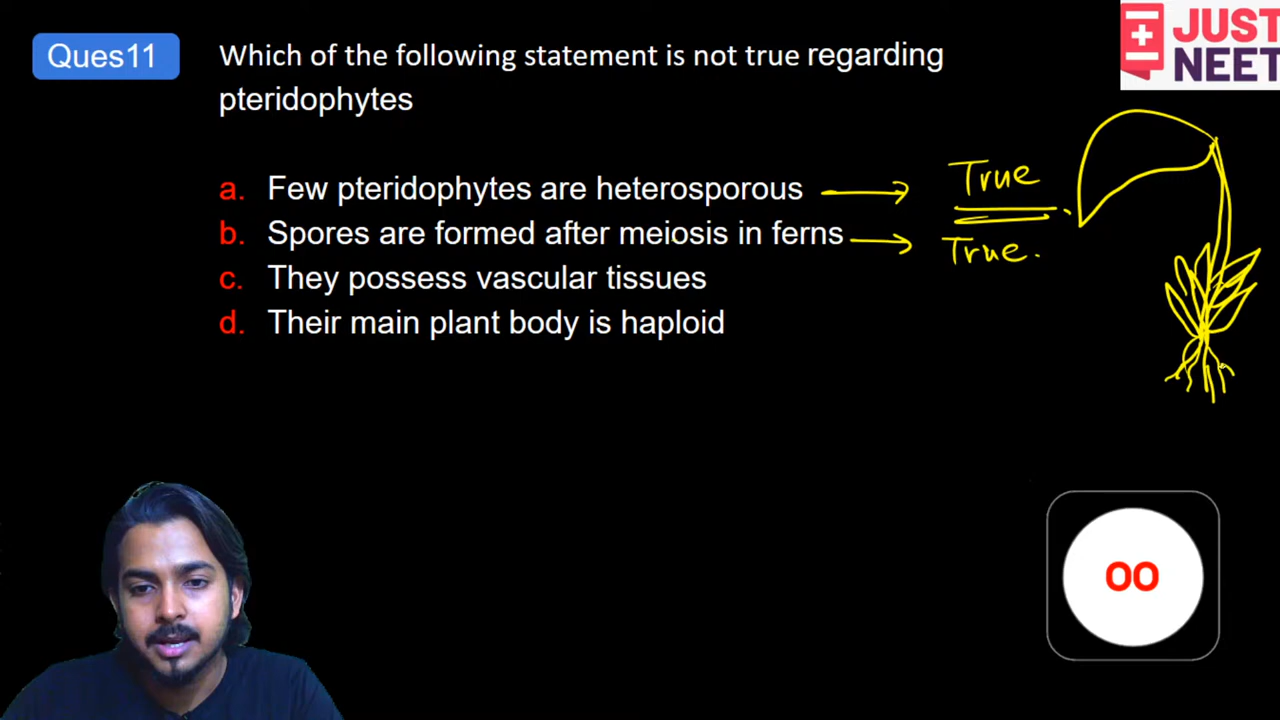 Ques11
Which of the following statement is not true regarding
pteridophytes
a. Few pteridophytes are heterosporous
True
b. Spores are formed after meiosis in ferns
True.
c. They possess vascular tissues
d. Their main plant body is haploid
JUST
NEET
00